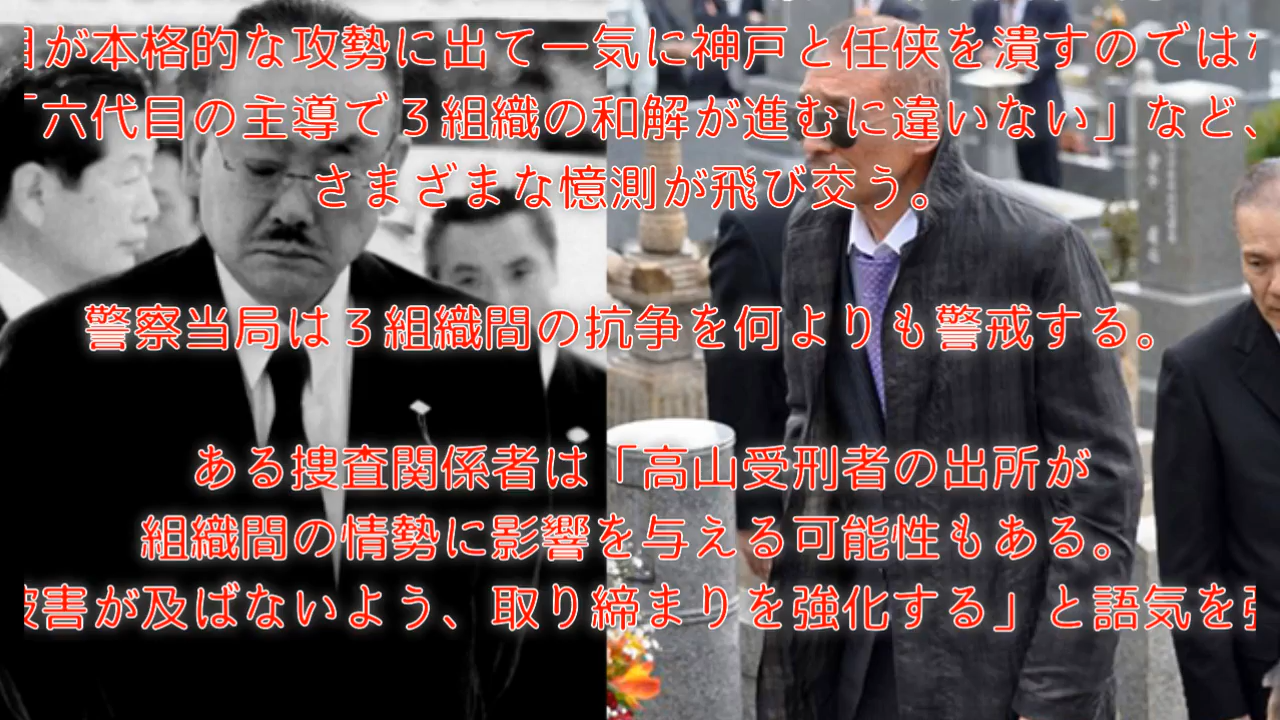 が本格的な攻勢に出て一気に神戸と任侠を潰すのでは
「六代目の主導で３組織の和解が進むに違いない」など、
さまざまな憶測が飛び交う。
警察当局は３組織間の抗争を何よりも警戒する。
ある捜査関係者は「高山受刑者の出所が
組織間の情勢に影響を与える可能性もある。
害が及ばないよう、取り締まりを強化する」と語気を